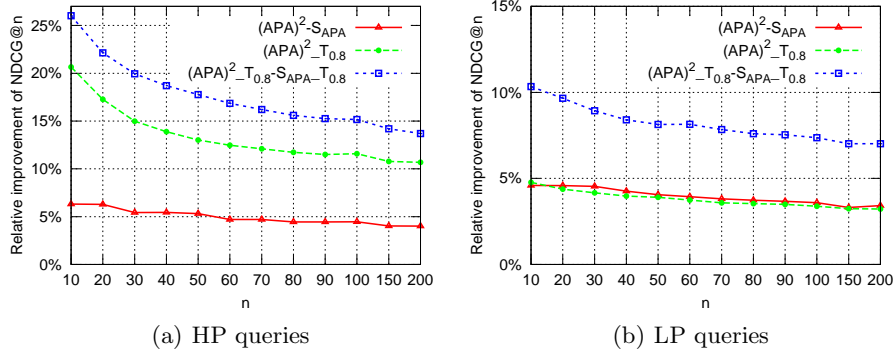 Relative improvement of NDCG@n
25%
20%
15%
10%
5%
0%
(APA)²-S_APA
(APA)²_T_0.8
(APA)²_T_0.8-S_APA_T_0.8
10 20 30 40 50 60 70 80 90 100 150 200
n
(a) HP queries
Relative improvement of NDCG@n
15%
10%
5%
0%
(APA)²-S_APA
(APA)²_T_0.8
(APA)²_T_0.8-S_APA_T_0.8
10 20 30 40 50 60 70 80 90 100 150 200
n
(b) LP queries